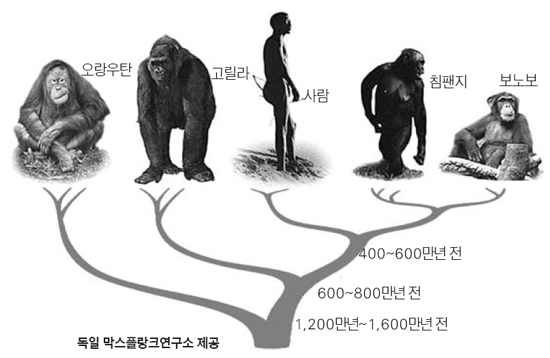 오랑우탄
고릴라
사람
침팬지
보노보
400~600만년 전
600~800만년 전
1,200만년~1,600만년 전
독일 막스플랑크연구소 제공